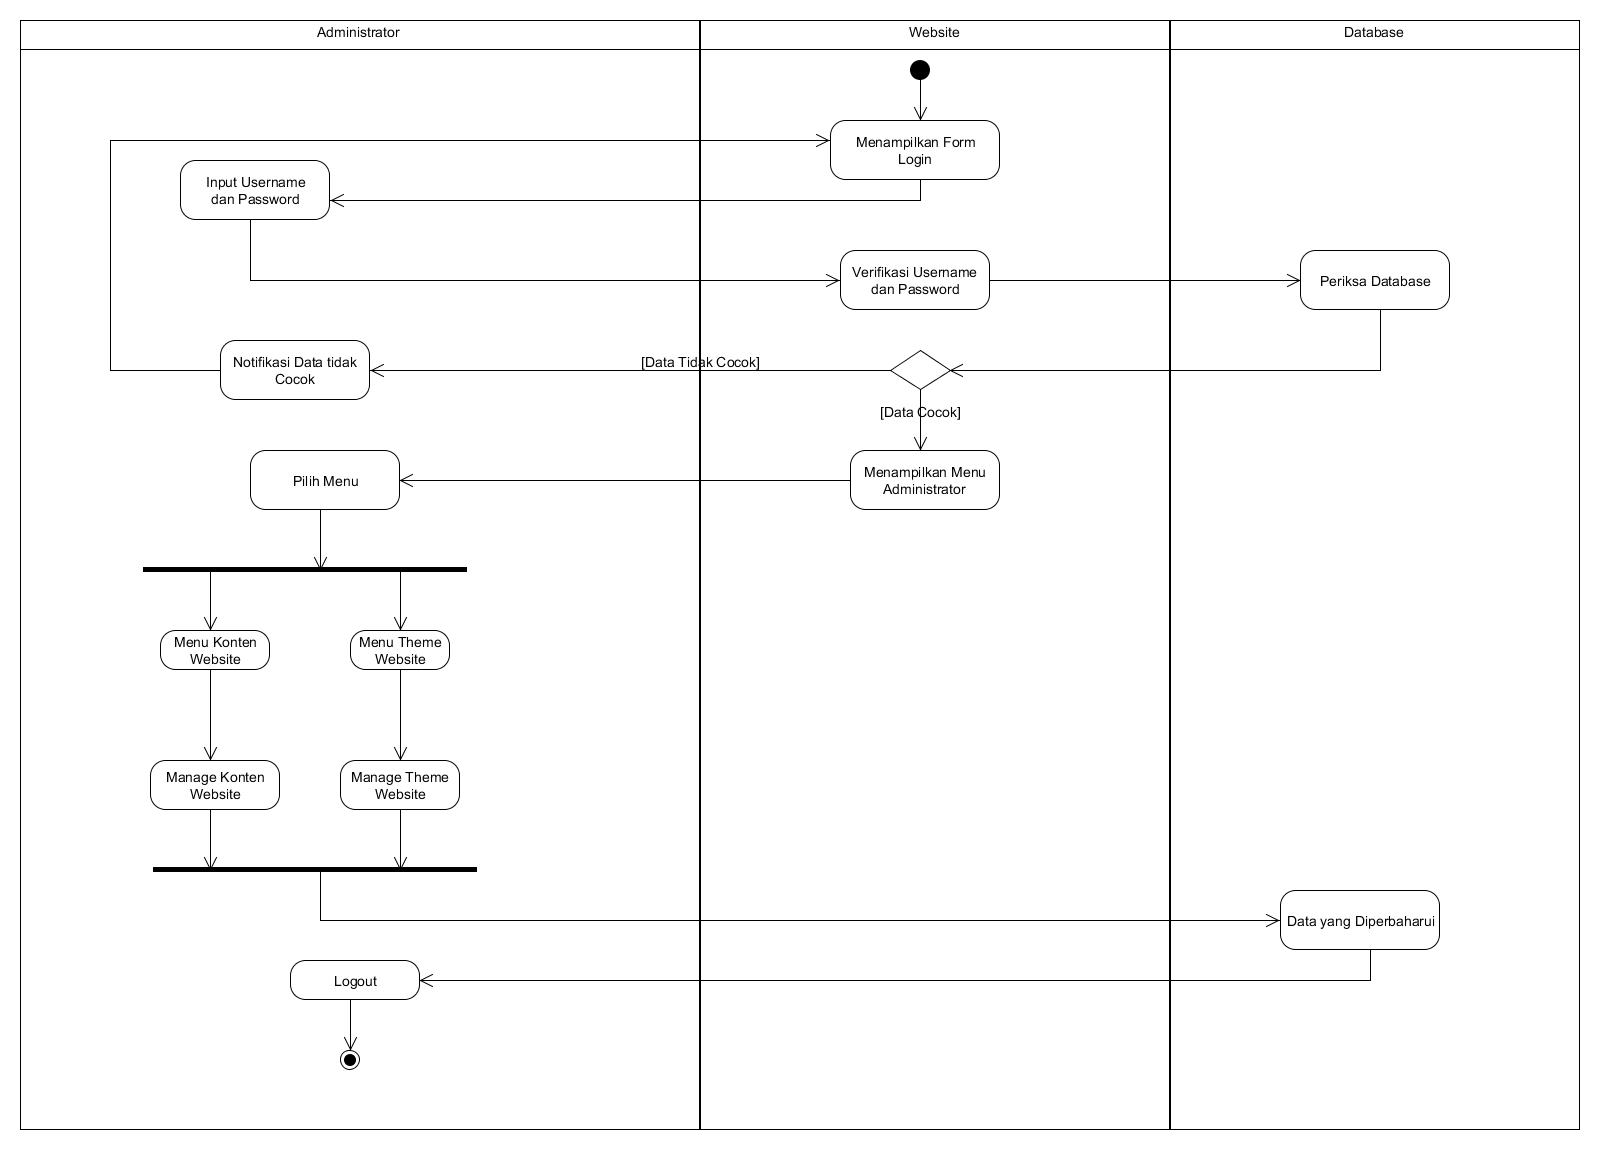 Administrator
Website
Database
Menampilkan Form
Login
Input Username
dan Password
Verifikasi Username
dan Password
Periksa Database
Notifikasi Data tidak
Cocok
[Data Tidak Cocok]
[Data Cocok]
Pilih Menu
Menampilkan Menu
Administrator
Menu Konten
Website
Menu Theme
Website
Manage Konten
Website
Manage Theme
Website
Data yang Diperbaharui
Logout